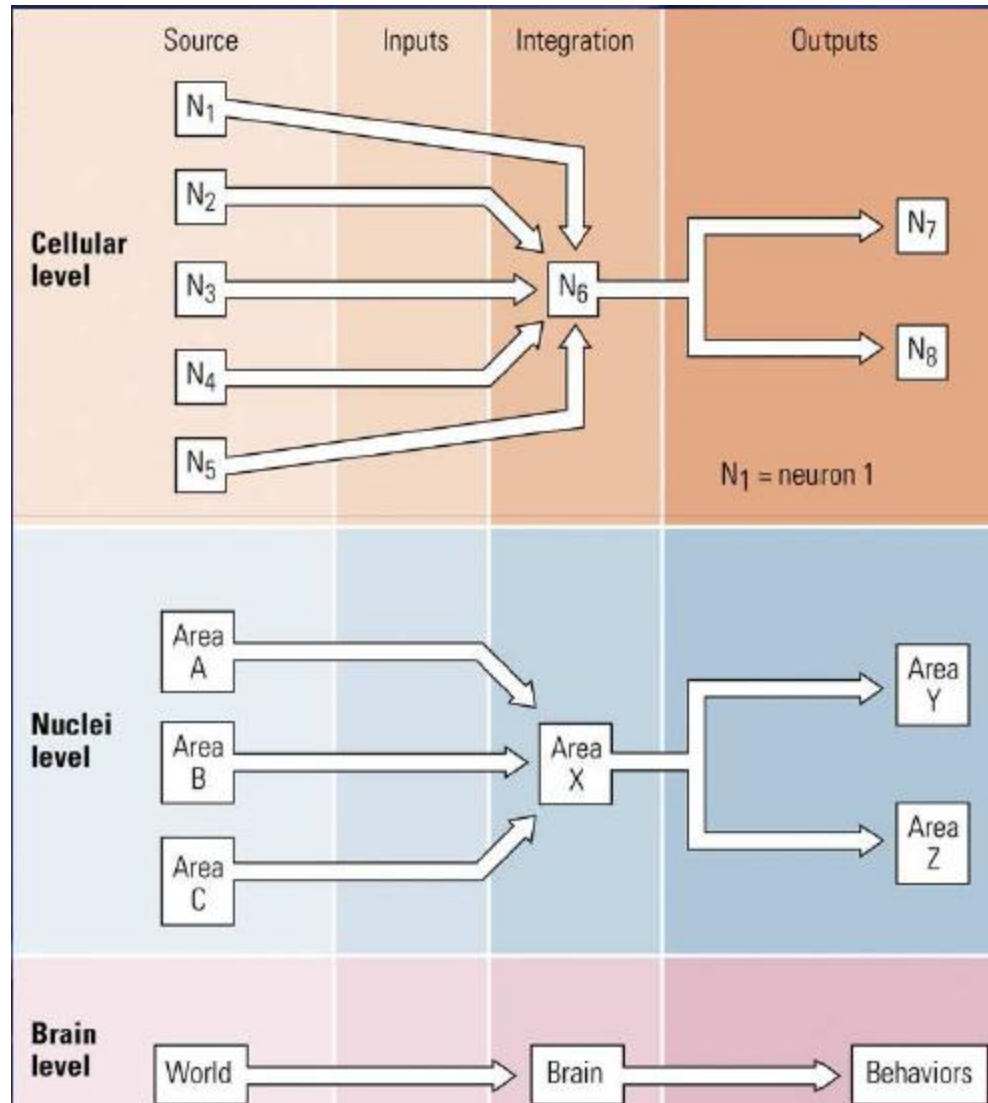 Source Inputs Integration Outputs
Cellular
level
N1
N2
N3
N4
N5
N6
N7
N8
N1 = neuron 1
Nuclei
level
Area
A
Area
B
Area
C
Area
X
Area
Y
Area
Z
Brain
level
World
Brain
Behaviors